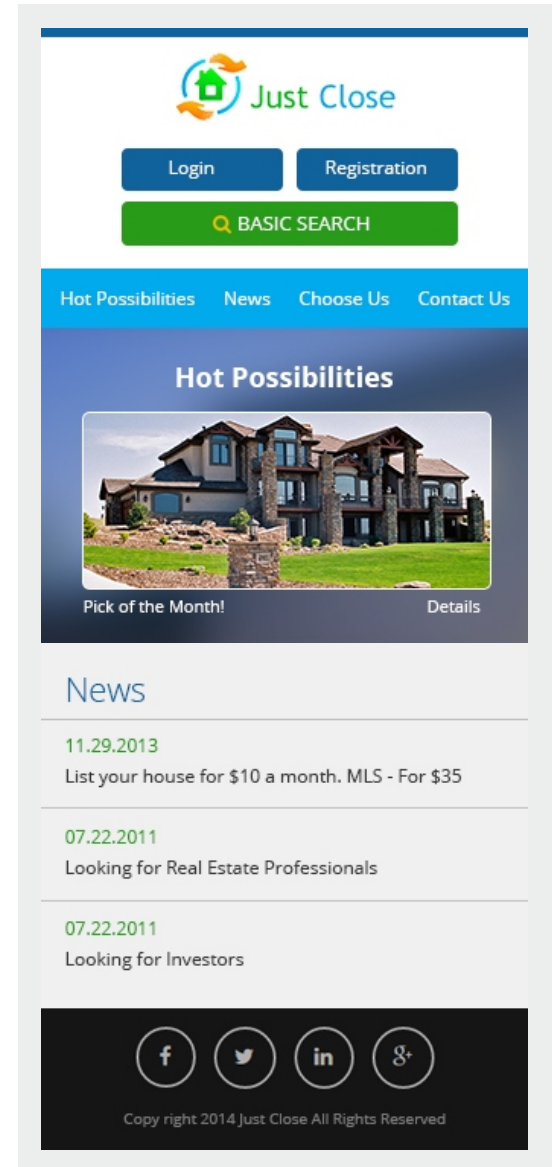 Just Close
Login
Registration
BASIC SEARCH
Hot Possibilities News Choose Us Contact Us
Hot Possibilities
Pick of the Month! Details
News
11.29.2013
List your house for $10 a month. MLS - For $35
07.22.2011
Looking for Real Estate Professionals
07.22.2011
Looking for Investors
f in g+
Copy right 2014 Just Close All Rights Reserved